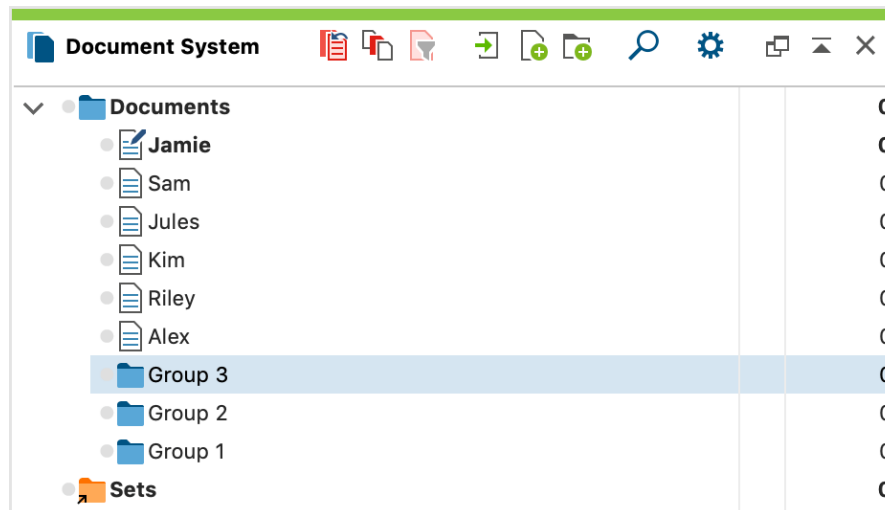 Document System
Documents
Jamie
Sam
Jules
Kim
Riley
Alex
Group 3
Group 2
Group 1
Sets